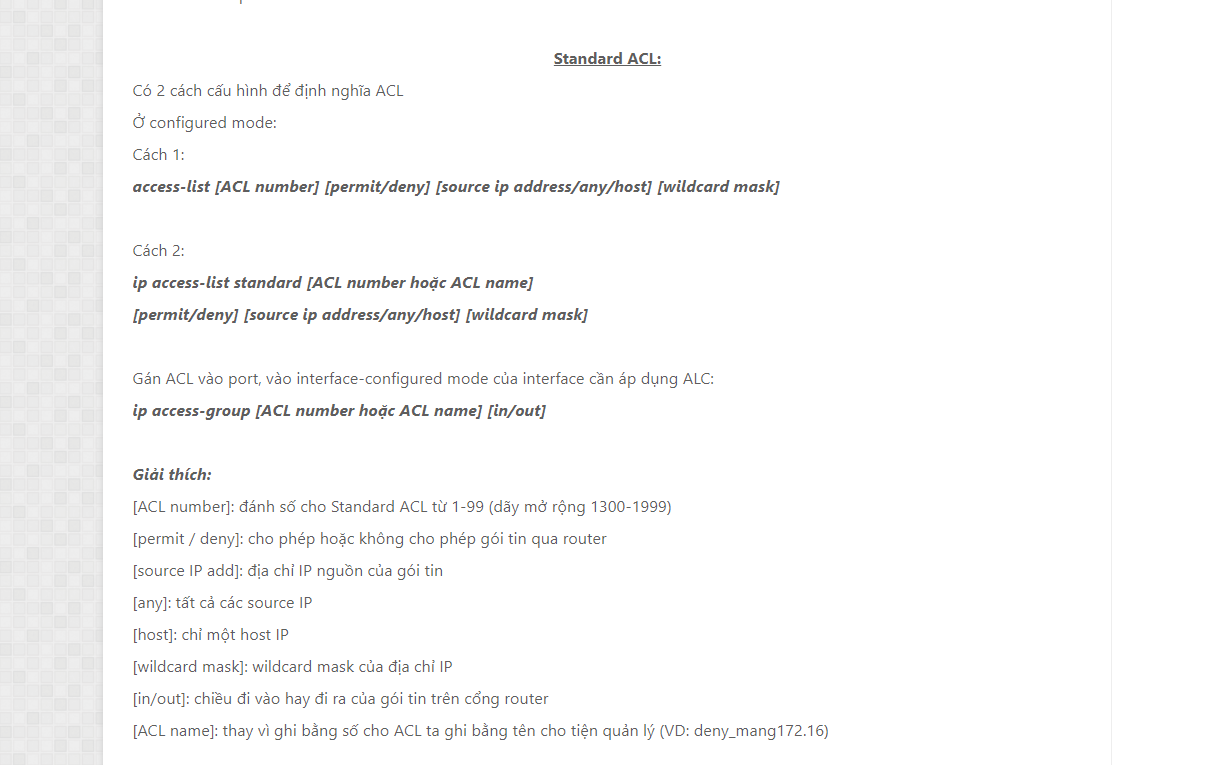 Standard ACL:
Có 2 cách cấu hình để định nghĩa ACL
Ở configured mode:
Cách 1:
access-list [ACL number] [permit/deny] [source ip address/any/host] [wildcard mask]
Cách 2:
ip access-list standard [ACL number hoặc ACL name]
[permit/deny] [source ip address/any/host] [wildcard mask]
Gán ACL vào port, vào interface-configured mode của interface cần áp dụng ALC:
ip access-group [ACL number hoặc ACL name] [in/out]
Giải thích:
[ACL number]: đánh số cho Standard ACL từ 1-99 (dãy mở rộng 1300-1999)
[permit / deny]: cho phép hoặc không cho phép gói tin qua router
[source IP add]: địa chỉ IP nguồn của gói tin
[any]: tất cả các source IP
[host]: chỉ một host IP
[wildcard mask]: wildcard mask của địa chỉ IP
[in/out]: chiều đi vào hay đi ra của gói tin trên cổng router
[ACL name]: thay vì ghi bằng số cho ACL ta ghi bằng tên cho tiện quản lý (VD: deny_mang172.16)